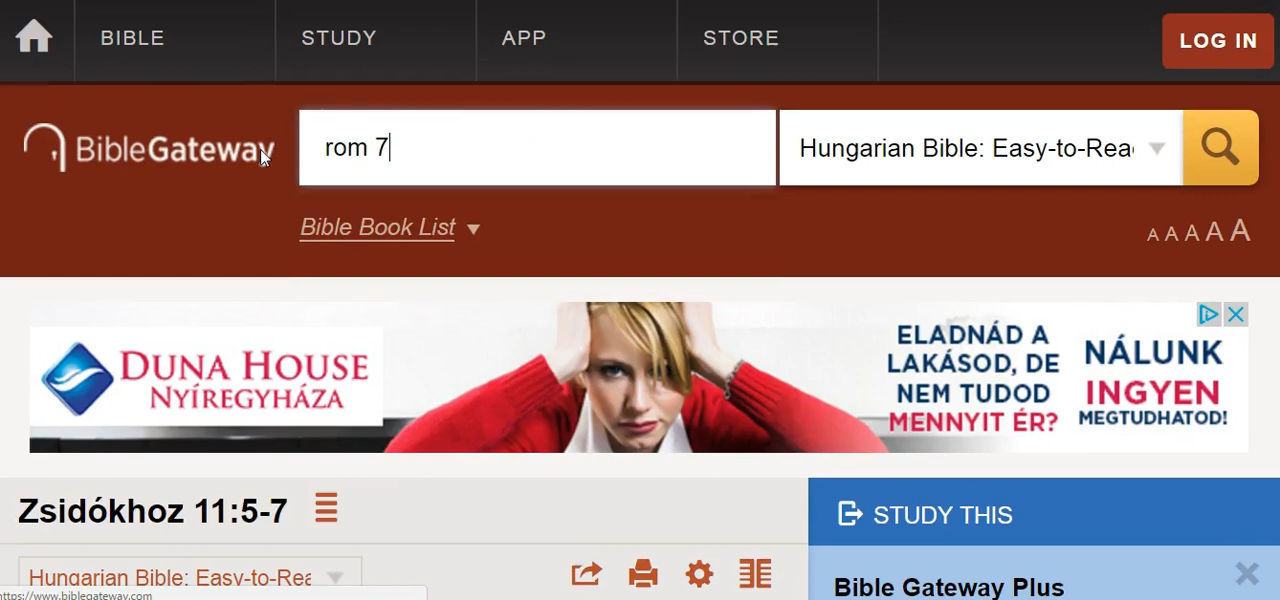 BIBLE
STUDY
APP
STORE
LOG IN
BibleGateway
rom 7
Hungarian Bible: Easy-to-Rea
Bible Book List
A A A A A
DUNA HOUSE
NYÍREGYHÁZA
ELADNÁD A
LAKÁSOD, DE
NEM TUDOD
MENNYIT ÉR?
NÁLUNK
INGYEN
MEGTUDHATOD!
Zsidókhoz 11:5-7
STUDY THIS
Hungarian Bible: Easy-to-Rea
Bible Gateway Plus
https://www.biblegateway.com